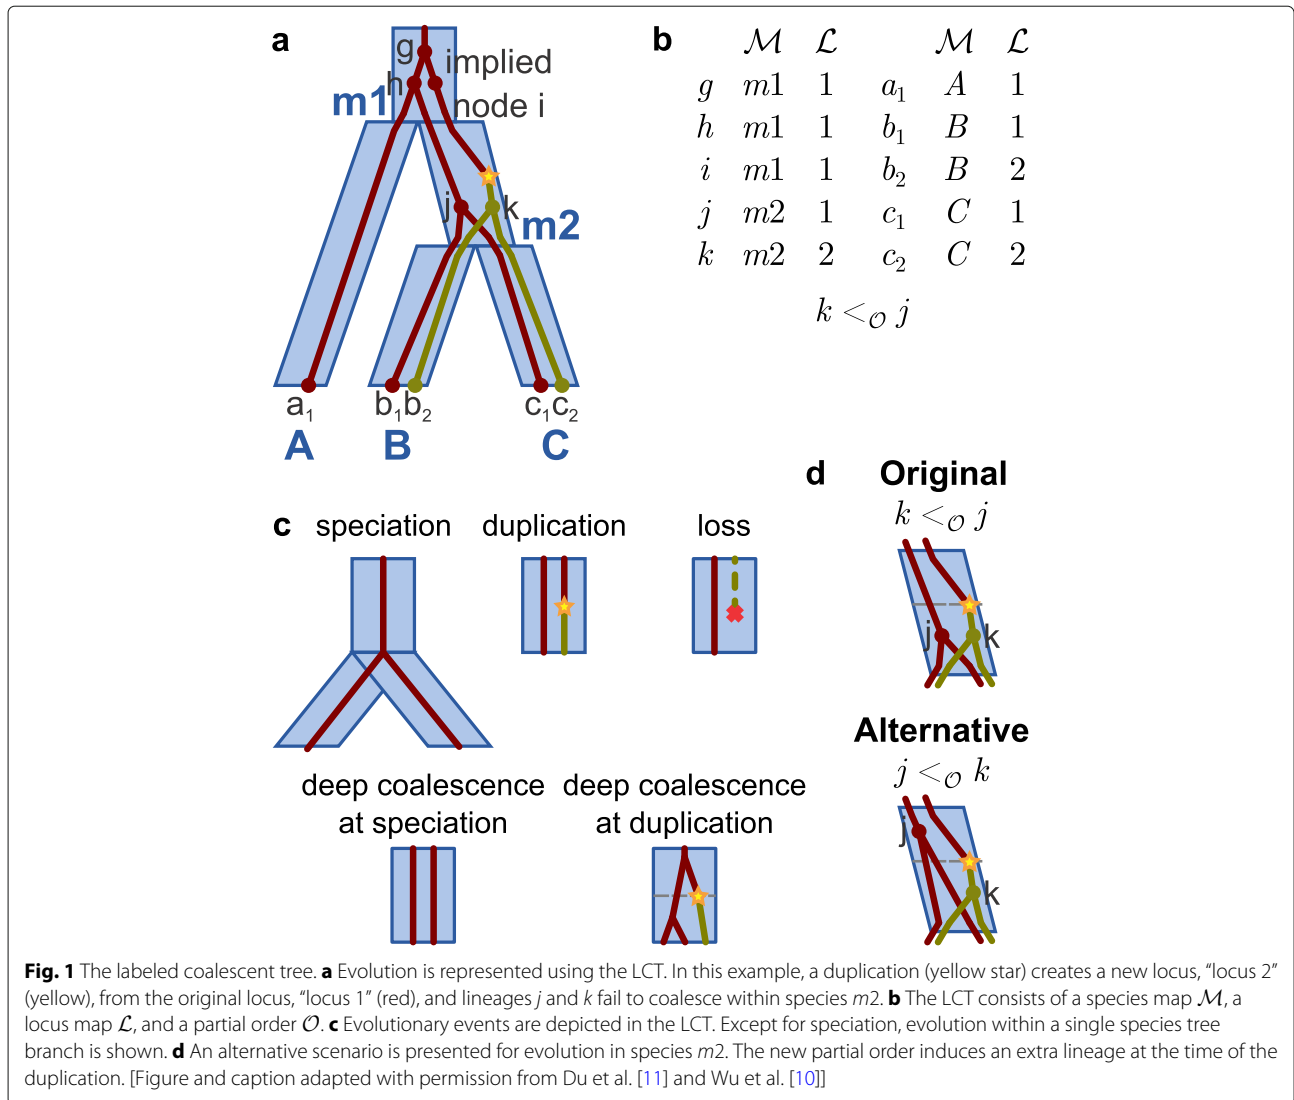 a
g
implied
h
node i
m1
j
k
m2
a₁
b₁b₂
c₁c₂
A
B
C
b
ℳ ℒ ℳ ℒ
g m1 1 a₁ A 1
h m1 1 b₁ B 1
i m1 1 b₂ B 2
j m2 1 c₁ C 1
k m2 2 c₂ C 2
k <𝒪 j
c
speciation
duplication
loss
deep coalescence
at speciation
deep coalescence
at duplication
d
Original
k <𝒪 j
j
k
Alternative
j <𝒪 k
j
k
Fig. 1 The labeled coalescent tree. a Evolution is represented using the LCT. In this example, a duplication (yellow star) creates a new locus, “locus 2”
(yellow), from the original locus, “locus 1” (red), and lineages j and k fail to coalesce within species m2. b The LCT consists of a species map ℳ, a
locus map ℒ, and a partial order 𝒪. c Evolutionary events are depicted in the LCT. Except for speciation, evolution within a single species tree
branch is shown. d An alternative scenario is presented for evolution in species m2. The new partial order induces an extra lineage at the time of the
duplication. [Figure and caption adapted with permission from Du et al. [11] and Wu et al. [10]]